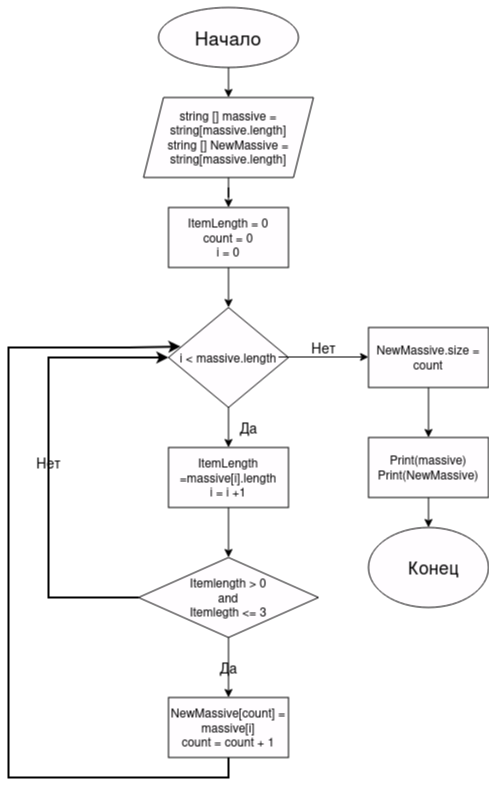 Начало
string [] massive =
string[massive.length]
string [] NewMassive =
string[massive.length]
ItemLength = 0
count = 0
i = 0
i < massive.length
Нет
NewMassive.size =
count
Да
ItemLength
=massive[i].length
i = i +1
Print(massive)
Print(NewMassive)
Нет
Конец
Itemlength > 0
and
Itemlegth <= 3
Да
NewMassive[count] =
massive[i]
count = count + 1